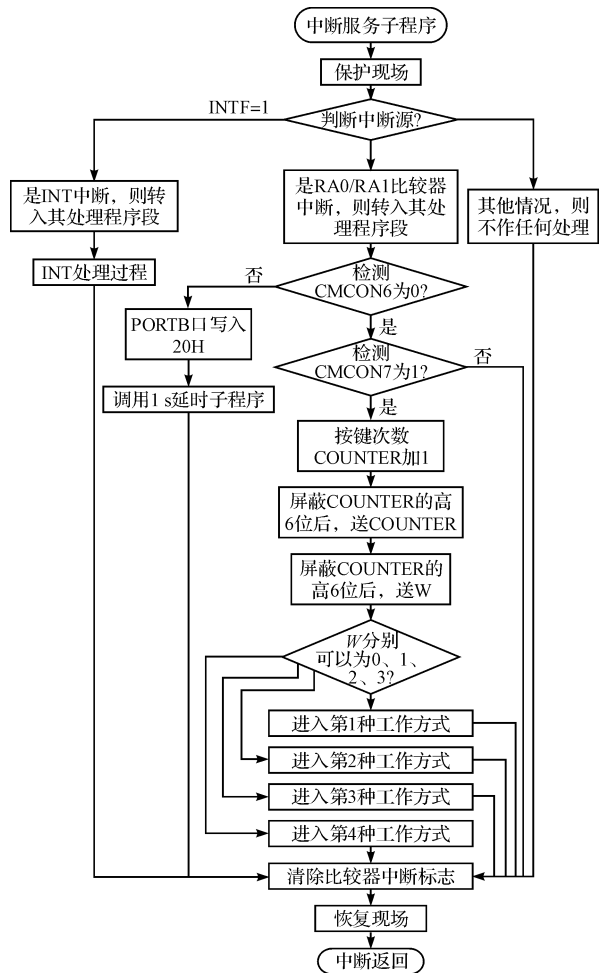 中断服务子程序
保护现场
INTF=1
判断中断源?
是INT中断，则转
入其处理程序段
是RA0/RA1比较器
中断，则转入其处
理程序段
其他情况，则
不作任何处理
INT处理过程
否
检测
CMCON6为0?
PORTB口写入
20H
是
检测
CMCON7为1?
否
调用1 s延时子程序
是
按键次数
COUNTER加1
屏蔽COUNTER的高
6位后，送COUNTER
屏蔽COUNTER的
高6位后，送W
W分别
可以为0、1、
2、3?
进入第1种工作方式
进入第2种工作方式
进入第3种工作方式
进入第4种工作方式
清除比较器中断标志
恢复现场
中断返回